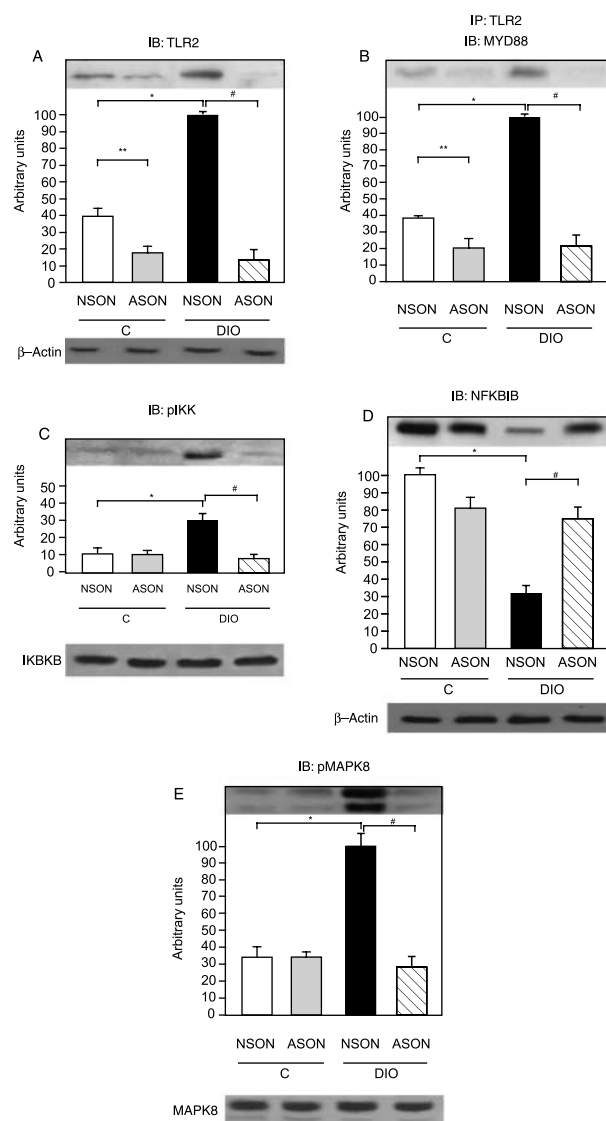 IP: TLR2
IB: TLR2
IB: MYD88
A
B
*
#
**
*
#
**
Arbitrary units
100
90
80
70
60
50
40
30
20
10
0
Arbitrary units
100
90
80
70
60
50
40
30
20
10
0
NSON ASON NSON ASON
C DIO
β–Actin
NSON ASON NSON ASON
C DIO
IB: pIKK
C
*
#
Arbitrary units
50
40
30
20
10
0
NSON ASON NSON ASON
C DIO
IKBKB
IB: NFKBIB
D
*
#
Arbitrary units
100
90
80
70
60
50
40
30
20
10
0
NSON ASON NSON ASON
C DIO
β–Actin
IB: pMAPK8
E
*
#
Arbitrary units
100
90
80
70
60
50
40
30
20
10
0
NSON ASON NSON ASON
C DIO
MAPK8